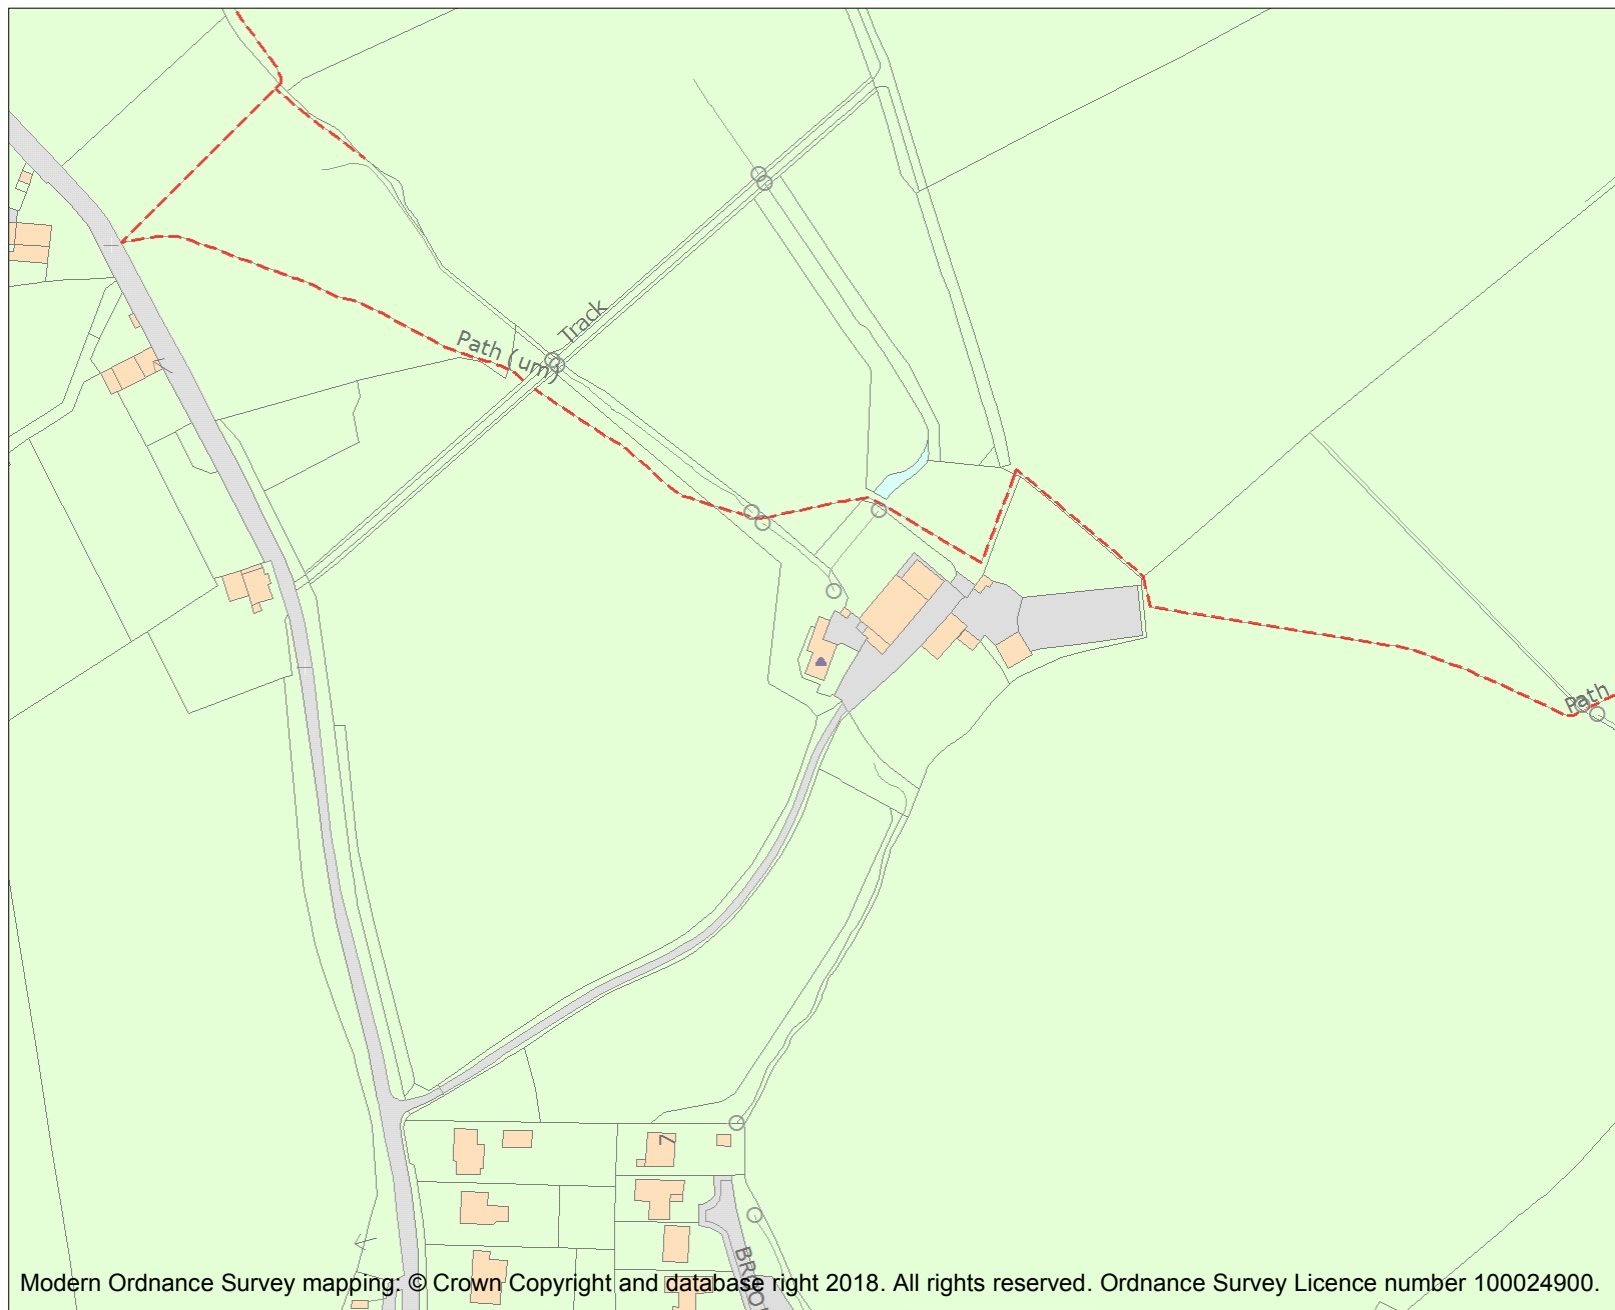 Track
Path (um)
Path
7
Modern Ordnance Survey mapping: © Crown Copyright and database right 2018. All rights reserved. Ordnance Survey Licence number 100024900.